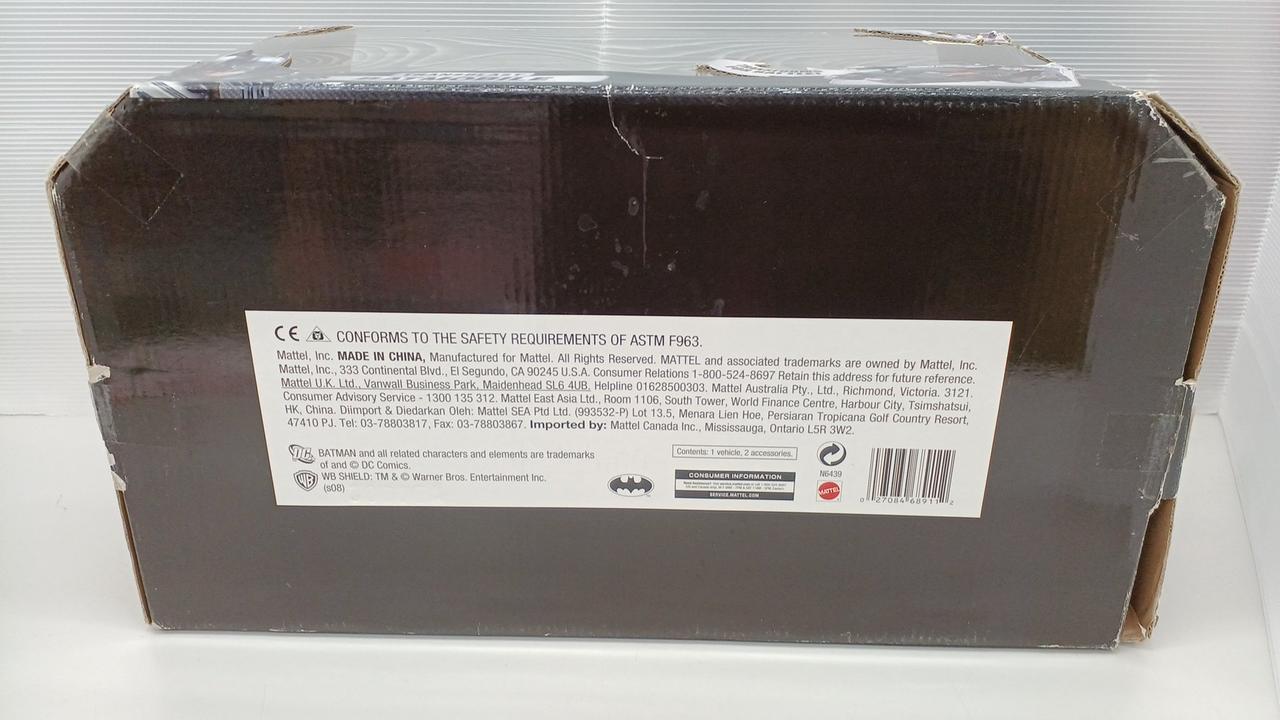 CE CONFORMS TO THE SAFETY REQUIREMENTS OF ASTM F963.
Mattel, Inc. MADE IN CHINA, Manufactured for Mattel. All Rights Reserved. MATTEL and associated trademarks are owned by Mattel, Inc.
Mattel, Inc., 333 Continental Blvd., El Segundo, CA 90245 U.S.A. Consumer Relations 1-800-524-8697 Retain this address for future reference.
Mattel U.K. Ltd., Vanwall Business Park, Maidenhead SL6 4UB. Helpline 01628500303. Mattel Australia Pty., Ltd., Richmond, Victoria. 3121.
Consumer Advisory Service - 1300 135 312. Mattel East Asia Ltd., Room 1106, South Tower, World Finance Centre, Harbour City, Tsimshatsui,
HK, China. Diimport & Diedarkan Oleh: Mattel SEA Ptd Ltd. (993532-P) Lot 13.5, Menara Lien Hoe, Persiaran Tropicana Golf Country Resort,
47410 PJ. Tel: 03-78803817, Fax: 03-78803867. Imported by: Mattel Canada Inc., Mississauga, Ontario L5R 3W2.
DC BATMAN and all related characters and elements are trademarks
of and © DC Comics.
WB WB SHIELD: TM & © Warner Bros. Entertainment Inc.
(s08)
Contents: 1 vehicle, 2 accessories.
CONSUMER INFORMATION
SERVICE.MATTEL.COM
N6439
MATTEL
0 27084 68911 2